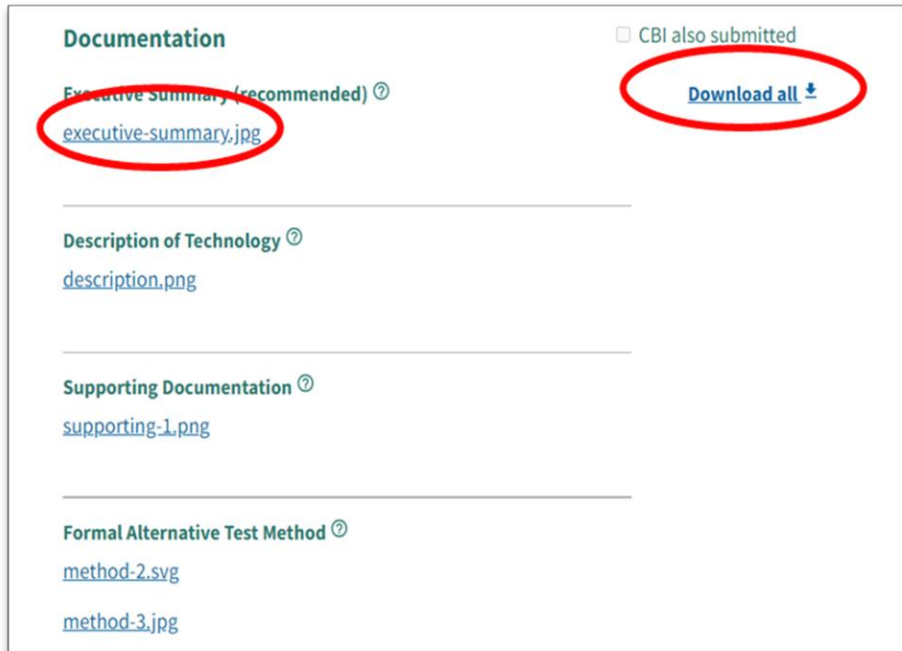 Documentation
CBI also submitted
Executive Summary (recommended)
Download all
executive-summary.jpg
Description of Technology
description.png
Supporting Documentation
supporting-1.png
Formal Alternative Test Method
method-2.svg
method-3.jpg